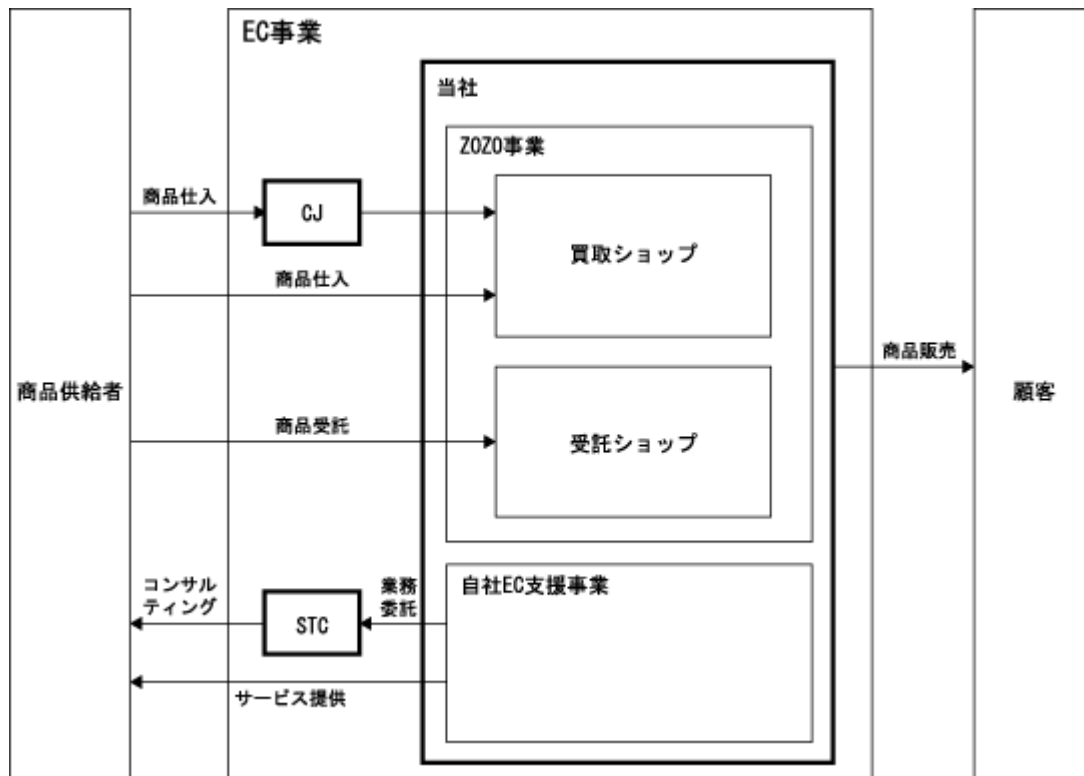 EC事業
当社
ZOZO事業
商品仕入
CJ
買取ショップ
商品仕入
商品販売
商品供給者
顧客
商品受託
受託ショップ
コンサル
ティング
業務
委託
自社EC支援事業
STC
サービス提供